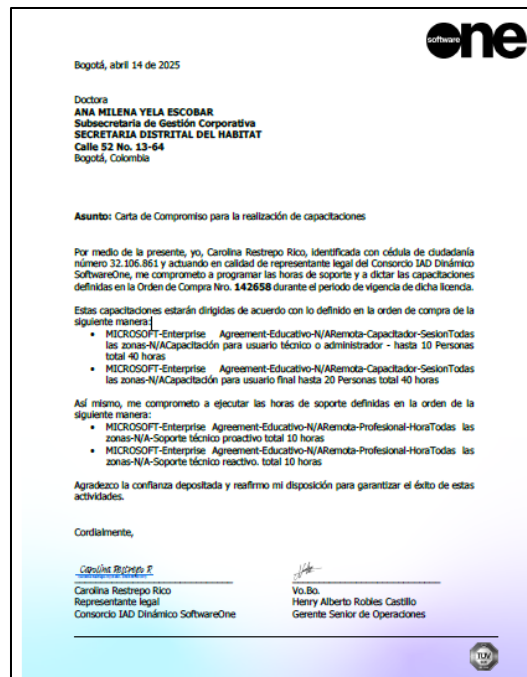 software
one
Bogotá, abril 14 de 2025
Doctora
ANA MILENA YELA ESCOBAR
Subsecretaria de Gestión Corporativa
SECRETARIA DISTRITAL DEL HABITAT
Calle 52 No. 13-64
Bogotá, Colombia
Asunto: Carta de Compromiso para la realización de capacitaciones
Por medio de la presente, yo, Carolina Restrepo Rico, identificada con cédula de ciudadanía
número 32.106.861 y actuando en calidad de representante legal del Consorcio IAD Dinámico
SoftwareOne, me comprometo a programar las horas de soporte y a dictar las capacitaciones
definidas en la Orden de Compra Nro. 142658 durante el periodo de vigencia de dicha licencia.
Estas capacitaciones estarán dirigidas de acuerdo con lo definido en la orden de compra de la
siguiente manera:
• MICROSOFT-Enterprise Agreement-Educativo-N/ARemota-Capacitador-SesionTodas
las zonas-N/ACapacitación para usuario técnico o administrador - hasta 10 Personas
total 40 horas
• MICROSOFT-Enterprise Agreement-Educativo-N/ARemota-Capacitador-SesionTodas
las zonas-N/ACapacitación para usuario final hasta 20 Personas total 40 horas
Así mismo, me comprometo a ejecutar las horas de soporte definidas en la orden de la
siguiente manera:
• MICROSOFT-Enterprise Agreement-Educativo-N/ARemota-Profesional-HoraTodas las
zonas-N/A-Soporte técnico proactivo total 10 horas
• MICROSOFT-Enterprise Agreement-Educativo-N/ARemota-Profesional-HoraTodas las
zonas-N/A-Soporte técnico reactivo. total 10 horas
Agradezco la confianza depositada y reafirmo mi disposición para garantizar el éxito de estas
actividades.
Cordialmente,
Carolina Restrepo R
Carolina Restrepo Rico
Representante legal
Consorcio IAD Dinámico SoftwareOne
Vo.Bo.
Henry Alberto Robles Castillo
Gerente Senior de Operaciones
TÜV